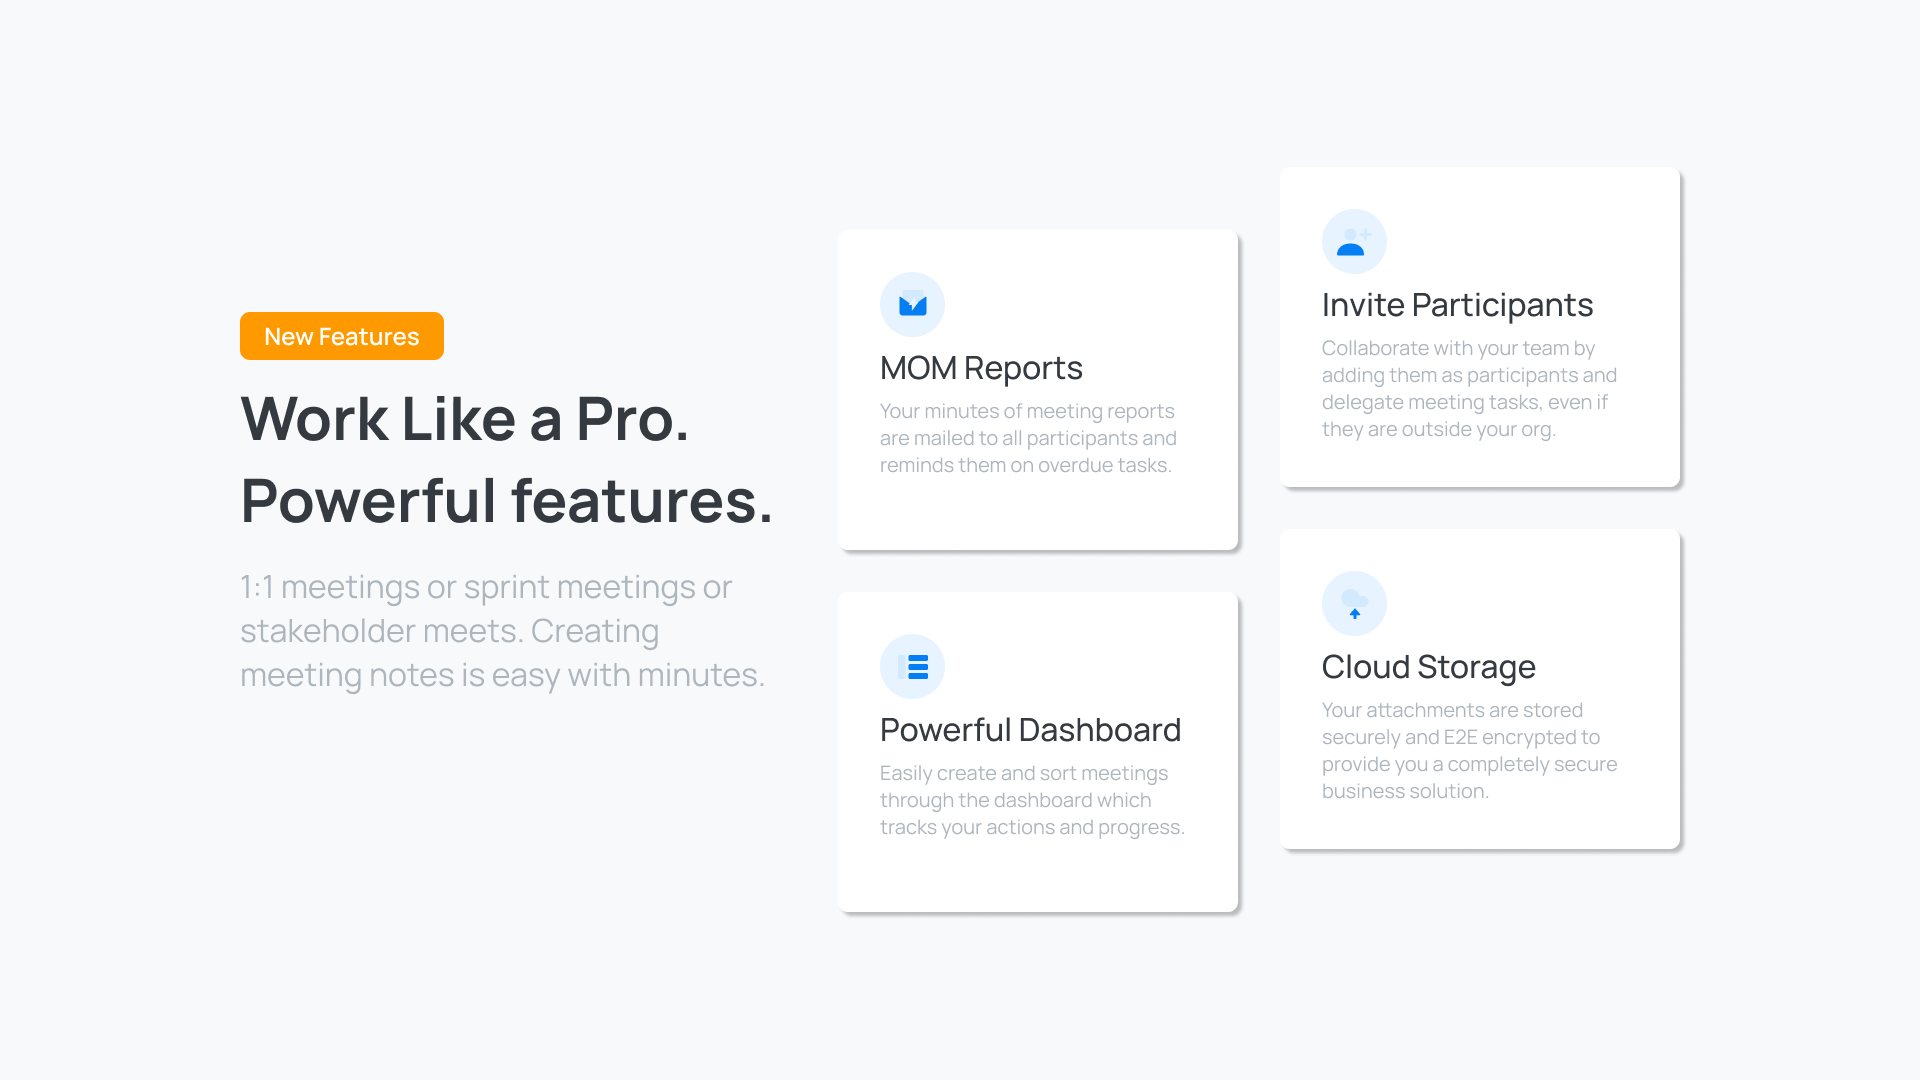 New Features
Work Like a Pro.
Powerful features.
1:1 meetings or sprint meetings or
stakeholder meets. Creating
meeting notes is easy with minutes.
MOM Reports
Your minutes of meeting reports
are mailed to all participants and
reminds them on overdue tasks.
Powerful Dashboard
Easily create and sort meetings
through the dashboard which
tracks your actions and progress.
Invite Participants
Collaborate with your team by
adding them as participants and
delegate meeting tasks, even if
they are outside your org.
Cloud Storage
Your attachments are stored
securely and E2E encrypted to
provide you a completely secure
business solution.